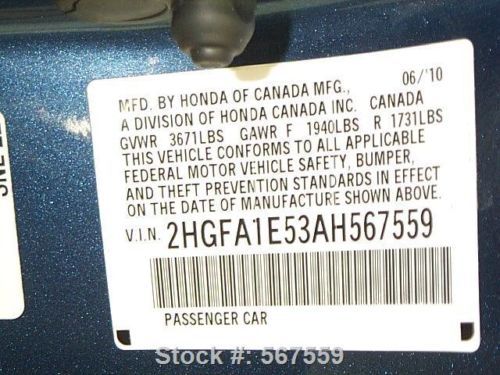 MFD. BY HONDA OF CANADA MFG., 06/'10
A DIVISION OF HONDA CANADA INC. CANADA
GVWR 3671LBS GAWR F 1940LBS R 1731LBS
THIS VEHICLE CONFORMS TO ALL APPLICABLE
FEDERAL MOTOR VEHICLE SAFETY, BUMPER,
AND THEFT PREVENTION STANDARDS IN EFFECT
ON THE DATE OF MANUFACTURE SHOWN ABOVE.
V.I.N. 2HGFA1E53AH567559
PASSENGER CAR
Stock #: 567559